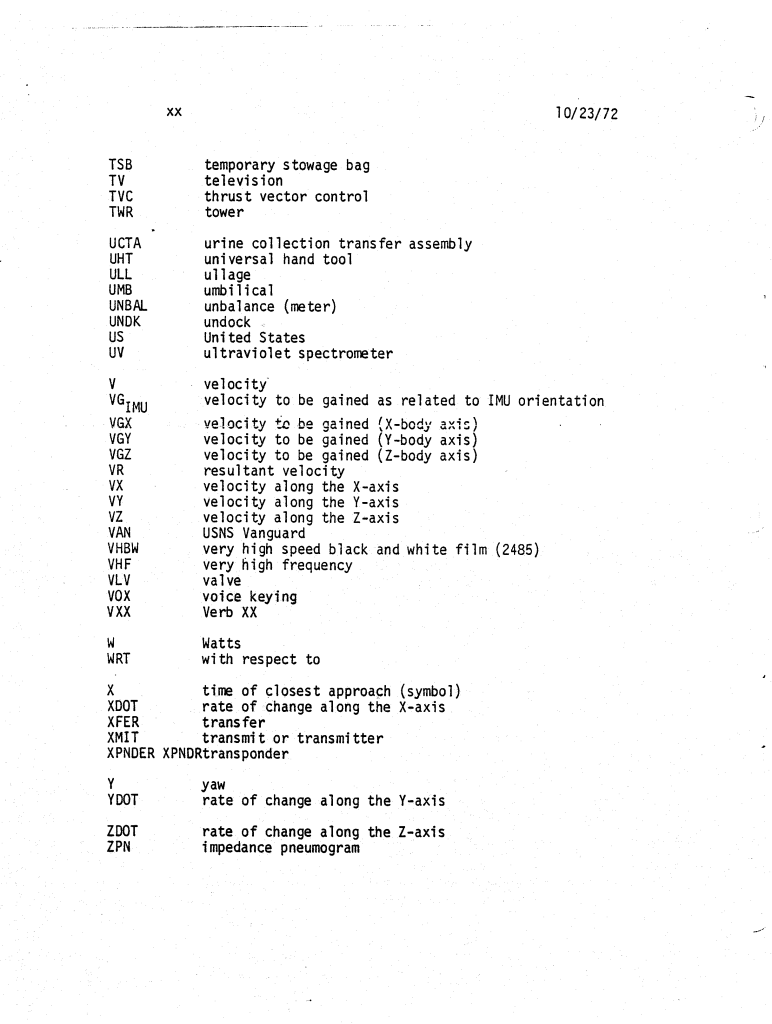 xx 10/23/72
TSB temporary stowage bag
TV television
TVC thrust vector control
TWR tower
UCTA urine collection transfer assembly
UHT universal hand tool
ULL ullage
UMB umbilical
UNBAL unbalance (meter)
UNDK undock
US United States
UV ultraviolet spectrometer
V velocity
VG IMU velocity to be gained as related to IMU orientation
VGX velocity to be gained (X-body axis)
VGY velocity to be gained (Y-body axis)
VGZ velocity to be gained (Z-body axis)
VR resultant velocity
VX velocity along the X-axis
VY velocity along the Y-axis
VZ velocity along the Z-axis
VAN USNS Vanguard
VHBW very high speed black and white film (2485)
VHF very high frequency
VLV valve
VOX voice keying
VXX Verb XX
W Watts
WRT with respect to
X time of closest approach (symbol)
XDOT rate of change along the X-axis
XFER transfer
XMIT transmit or transmitter
XPNDER XPNDRtransponder
Y yaw
YDOT rate of change along the Y-axis
ZDOT rate of change along the Z-axis
ZPN impedance pneumogram